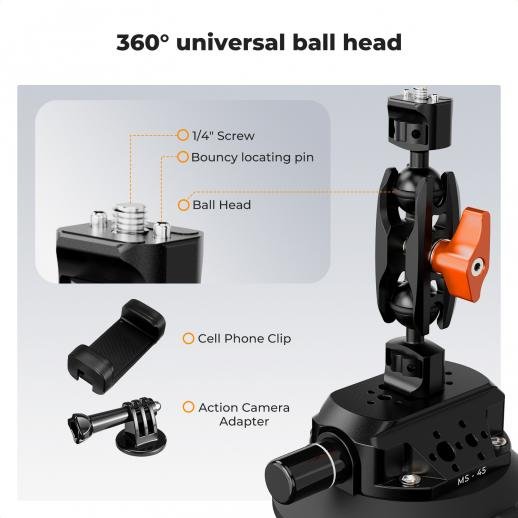 360° universal ball head
1/4" Screw
Bouncy locating pin
Ball Head
Cell Phone Clip
Action Camera
Adapter
MS - 45